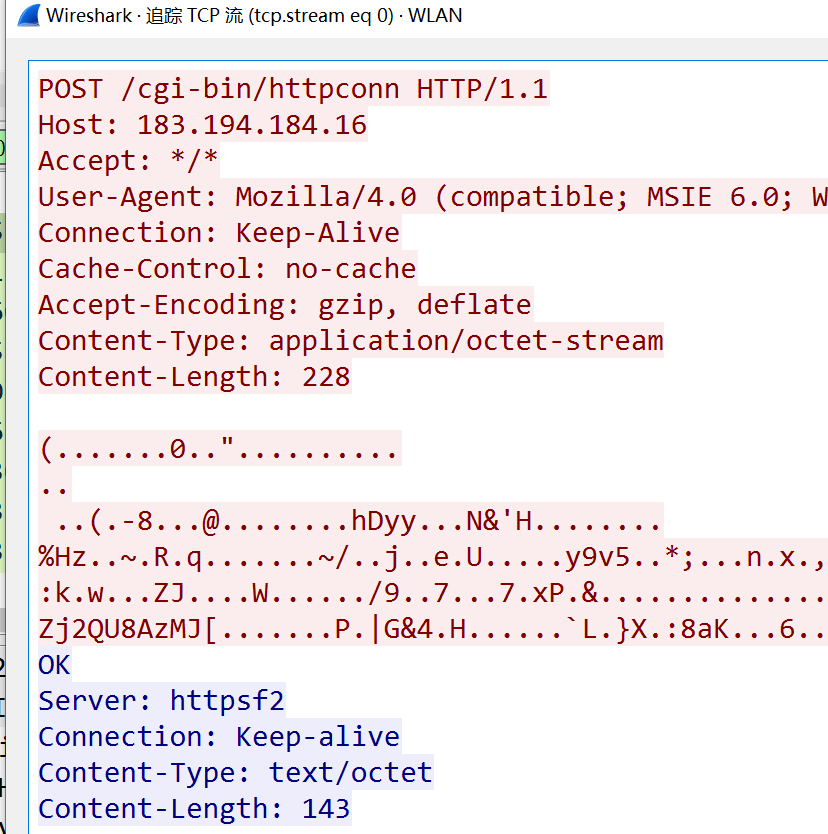 Wireshark · 追踪 TCP 流 (tcp.stream eq 0) · WLAN
POST /cgi-bin/httpconn HTTP/1.1
Host: 183.194.184.16
Accept: */*
User-Agent: Mozilla/4.0 (compatible; MSIE 6.0; W
Connection: Keep-Alive
Cache-Control: no-cache
Accept-Encoding: gzip, deflate
Content-Type: application/octet-stream
Content-Length: 228
(.......0.."..........
..
..(.-8...@........hDyy...N&'H........
%Hz..~.R.q.......~/..j..e.U.....y9v5..*;...n.x.,
:k.w...ZJ....W....../9..7...7.xP.&..............
Zj2QU8AzMJ[.......P.|G&4.H......`L.}X.:8aK...6..
OK
Server: httpsf2
Connection: Keep-alive
Content-Type: text/octet
Content-Length: 143